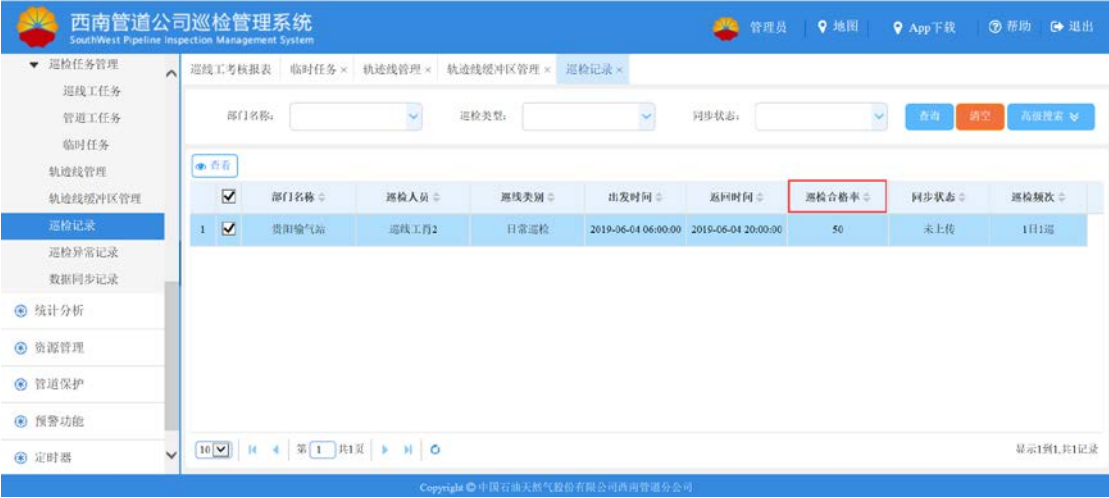 西南管道公司巡检管理系统
SouthWest Pipeline Inspection Management System
管理员 地图 App下载 帮助 退出
巡检任务管理
巡线工任务
管道工任务
临时任务
轨迹线管理
轨迹线缓冲区管理
巡检记录
巡检异常记录
数据同步记录
统计分析
资源管理
管道保护
预警功能
定时器
巡线工考核报表 临时任务 × 轨迹线管理 × 轨迹线缓冲区管理 × 巡检记录 ×
部门名称: 巡检类型: 同步状态: 查询 清空 高级搜索
查看
部门名称 巡检人员 巡线类别 出发时间 返回时间 巡检合格率 同步状态 巡检频次
1 贵阳输气站 巡线工肖2 日常巡检 2019-06-04 06:00:00 2019-06-04 20:00:00 50 未上传 1日1巡
10 第 1 共1页
显示1到1,共1记录
Copyright © 中国石油天然气股份有限公司西南管道分公司